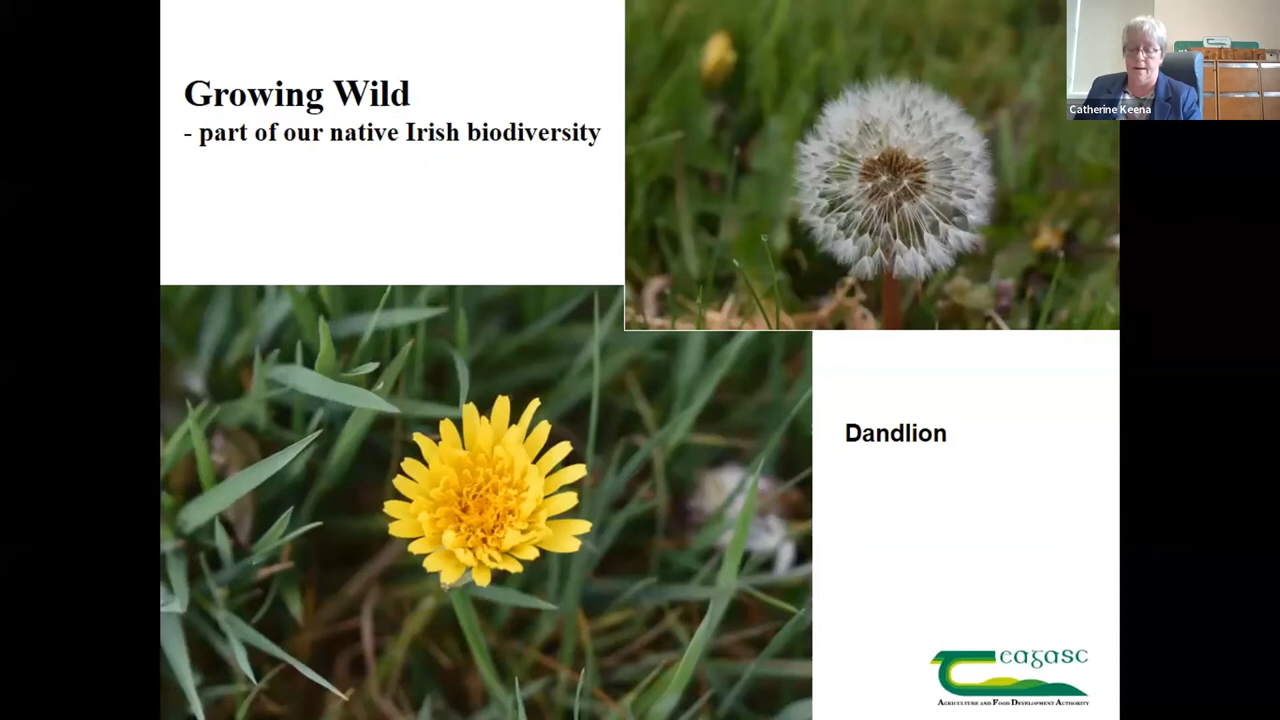 Growing Wild
- part of our native Irish biodiversity
Catherine Keena
Dandlion
teagasc
AGRICULTURE AND FOOD DEVELOPMENT AUTHORITY